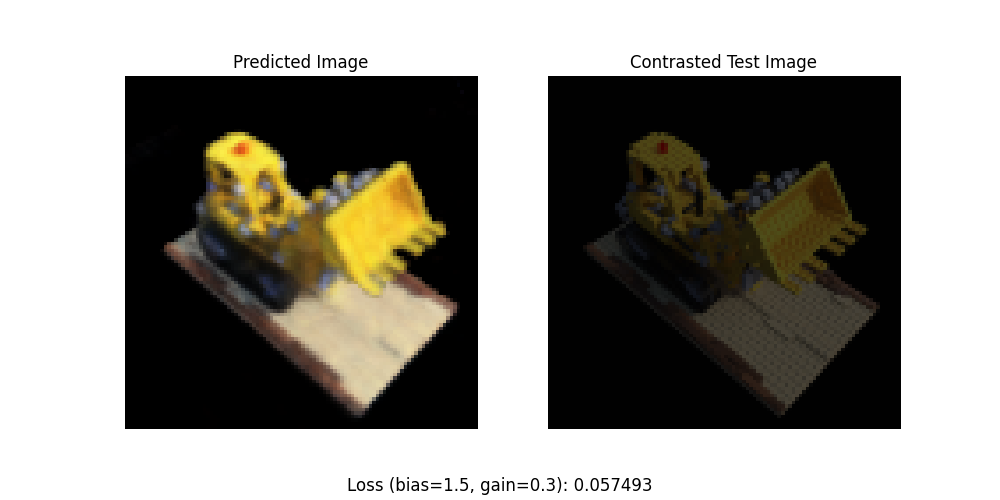 Predicted Image
Contrasted Test Image
Loss (bias=1.5, gain=0.3): 0.057493